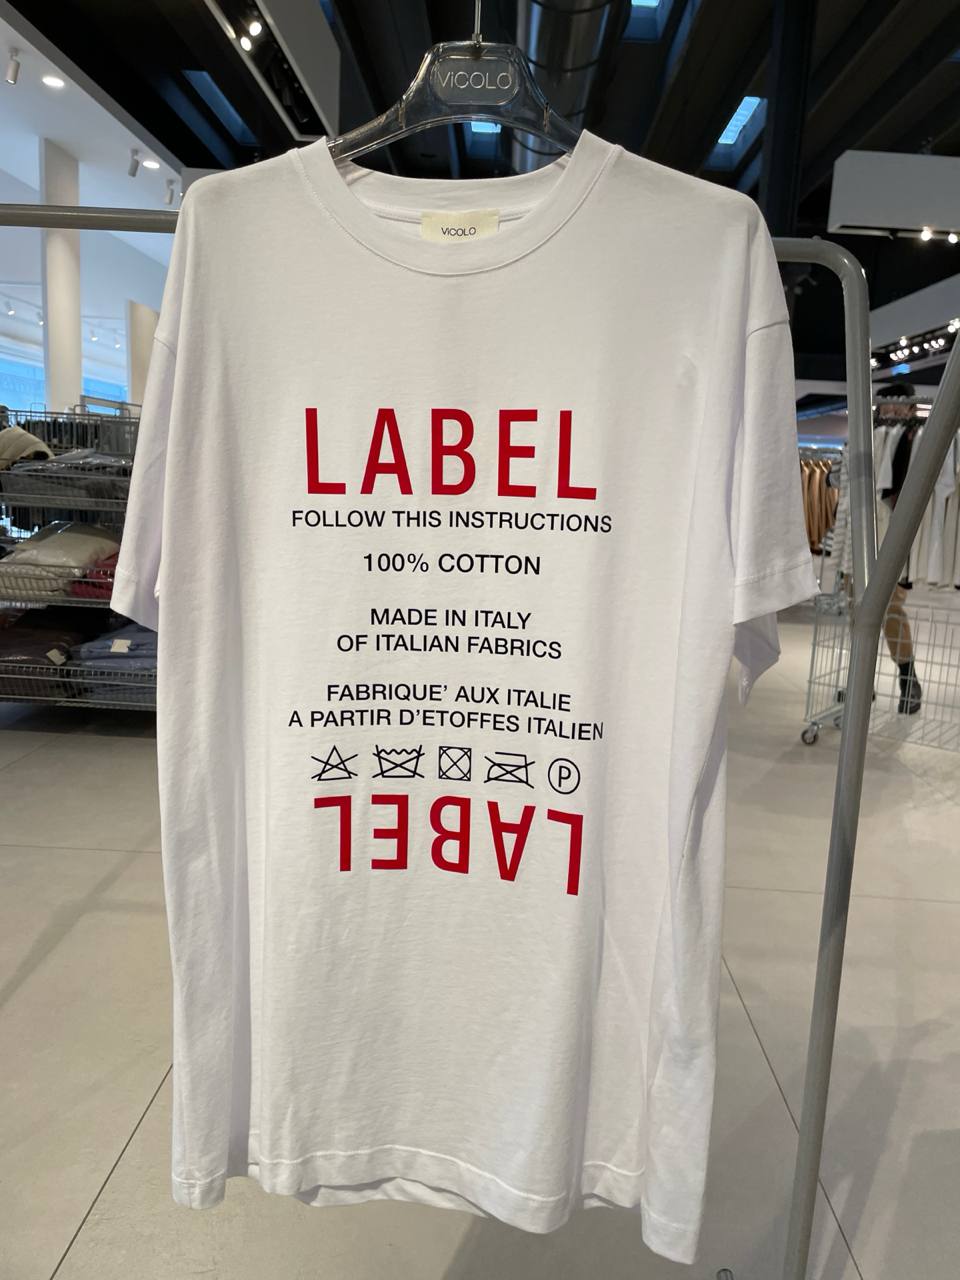 ViCOLO
ViCOLO
LABEL
FOLLOW THIS INSTRUCTIONS
100% COTTON
MADE IN ITALY
OF ITALIAN FABRICS
FABRIQUE' AUX ITALIE
A PARTIR D'ETOFFES ITALIEN
P
LABEL